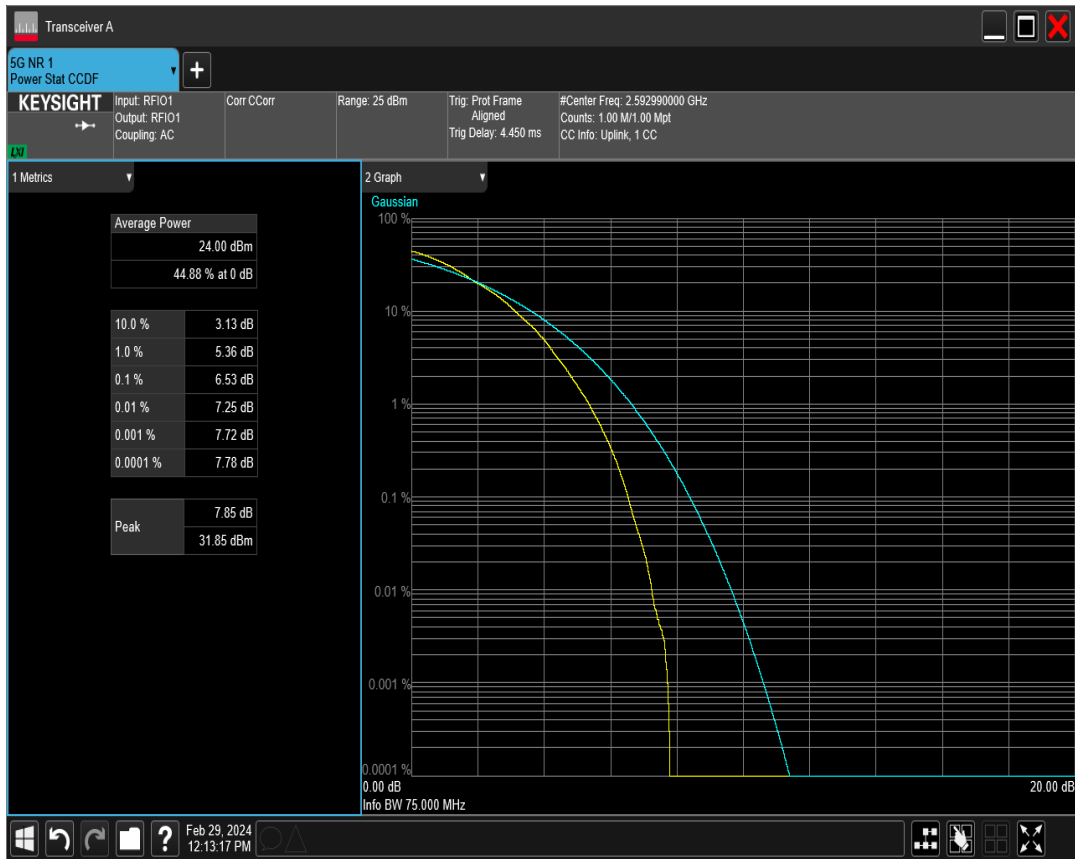 Transceiver A
5G NR 1
Power Stat CCDF
+
KEYSIGHT
LXI
Input: RFIO1
Output: RFIO1
Coupling: AC
Corr CCorr
Range: 25 dBm
Trig: Prot Frame
Aligned
Trig Delay: 4.450 ms
#Center Freq: 2.592990000 GHz
Counts: 1.00 M/1.00 Mpt
CC Info: Uplink, 1 CC
1 Metrics
Average Power
24.00 dBm
44.88 % at 0 dB
10.0 % 3.13 dB
1.0 % 5.36 dB
0.1 % 6.53 dB
0.01 % 7.25 dB
0.001 % 7.72 dB
0.0001 % 7.78 dB
Peak
7.85 dB
31.85 dBm
2 Graph
Gaussian
100 %
10 %
1 %
0.1 %
0.01 %
0.001 %
0.0001 %
0.00 dB 20.00 dB
Info BW 75.000 MHz
?
Feb 29, 2024
12:13:17 PM